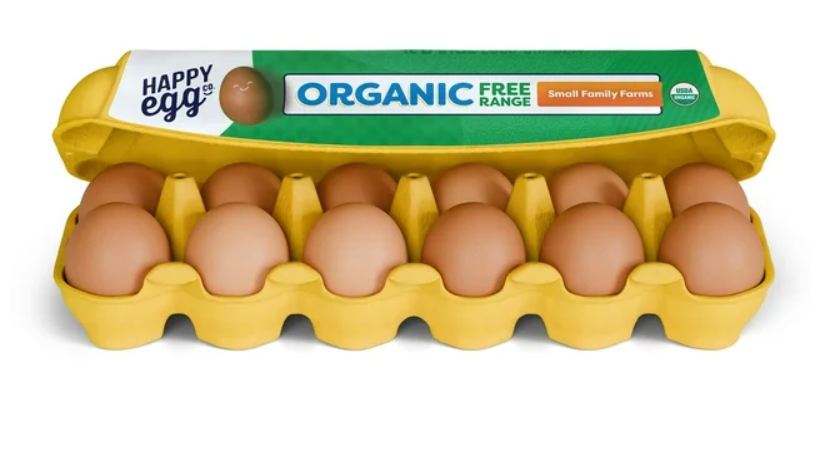 HAPPY
egg co.
ORGANIC
FREE
RANGE
Small Family Farms
USDA
ORGANIC